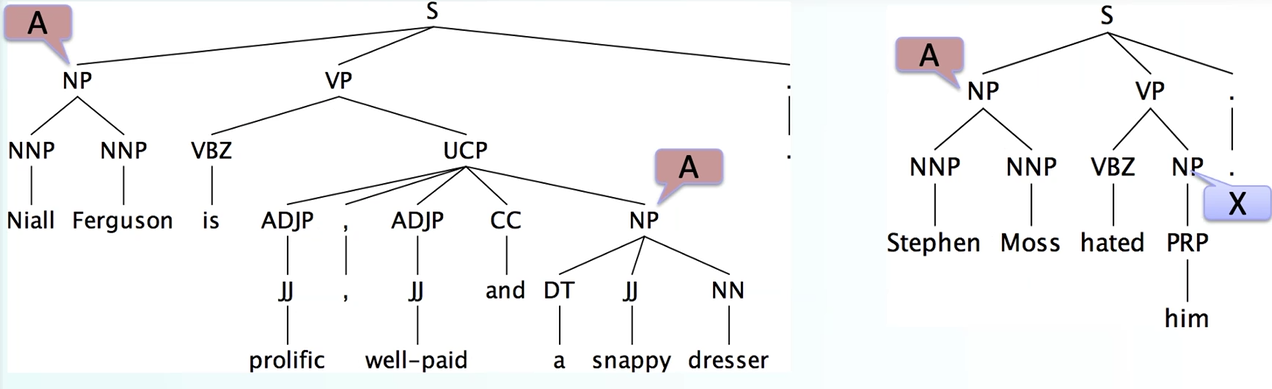 S
A
NP VP .
NNP NNP VBZ UCP .
A
Niall Ferguson is ADJP , ADJP CC NP
JJ , JJ and DT JJ NN
prolific well-paid a snappy dresser
S
A
NP VP .
NNP NNP VBZ NP .
X
Stephen Moss hated PRP
him